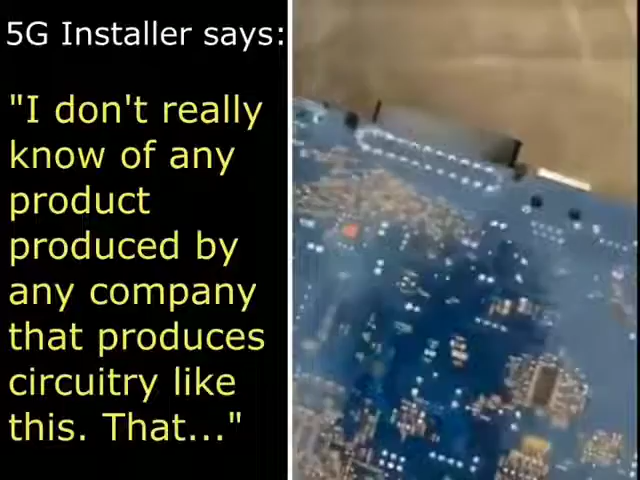 5G Installer says:
"I don't really
know of any
product
produced by
any company
that produces
circuitry like
this. That..."